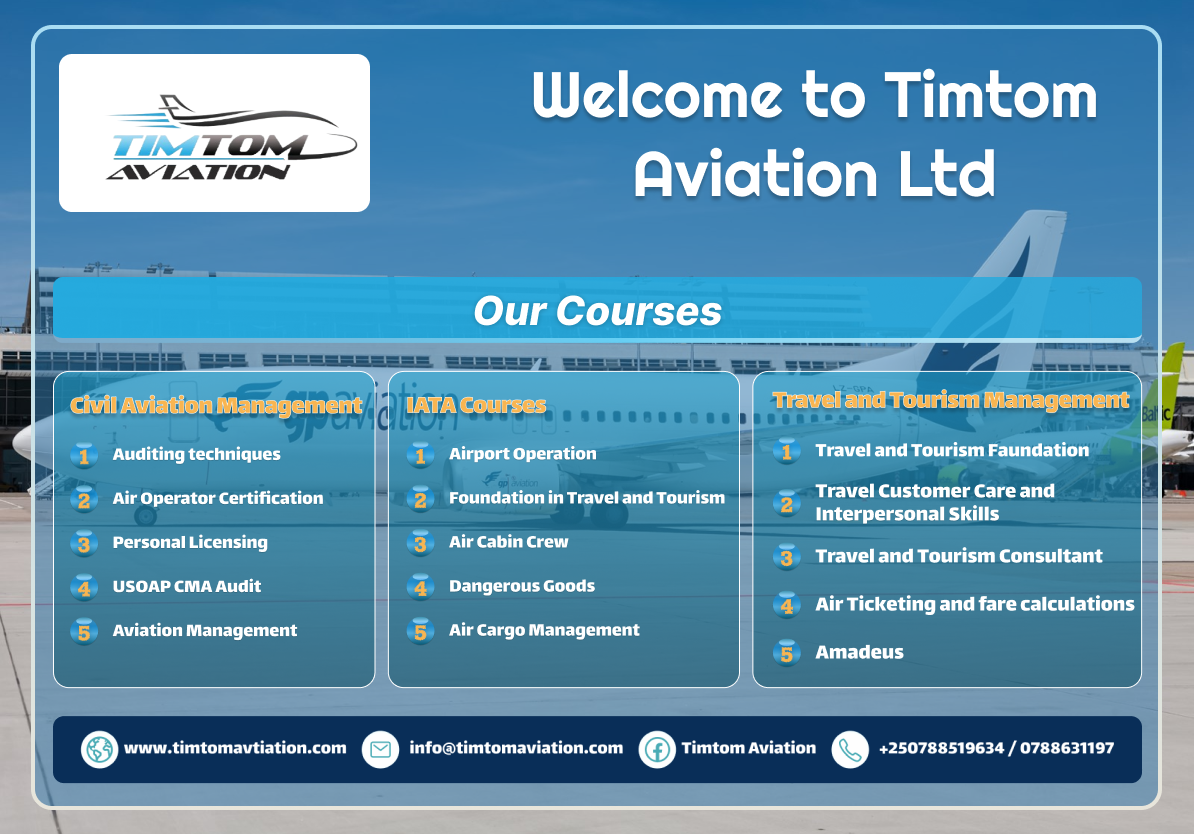 Welcome to Timtom
Aviation Ltd
TIMTOM
AVIATION
Our Courses
Civil Aviation Management
1 Auditing techniques
2 Air Operator Certification
3 Personal Licensing
4 USOAP CMA Audit
5 Aviation Management
IATA Courses
1 Airport Operation
2 Foundation in Travel and Tourism
3 Air Cabin Crew
4 Dangerous Goods
5 Air Cargo Management
Travel and Tourism Management
1 Travel and Tourism Faundation
2 Travel Customer Care and
Interpersonal Skills
3 Travel and Tourism Consultant
4 Air Ticketing and fare calculations
5 Amadeus
gpaviation
gpaviation
Baltic
www.timtomavtiation.com
info@timtomaviation.com
Timtom Aviation
+250788519634 / 0788631197